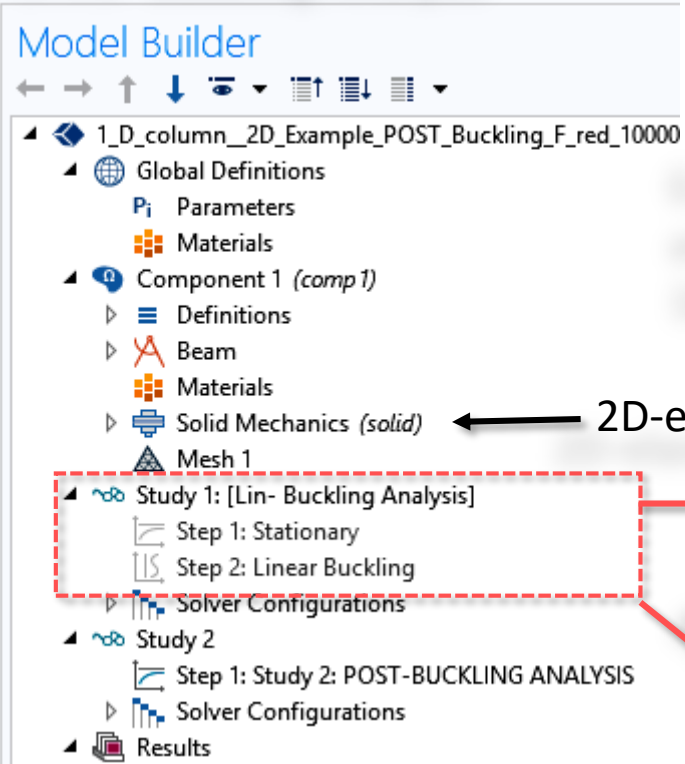 Model Builder
1_D_column__2D_Example_POST_Buckling_F_red_10000
Global Definitions
Pi Parameters
Materials
Component 1 (comp1)
Definitions
Beam
Materials
Solid Mechanics (solid) 2D-e
Mesh 1
Study 1: [Lin- Buckling Analysis]
Step 1: Stationary
Step 2: Linear Buckling
Solver Configurations
Study 2
Step 1: Study 2: POST-BUCKLING ANALYSIS
Solver Configurations
Results